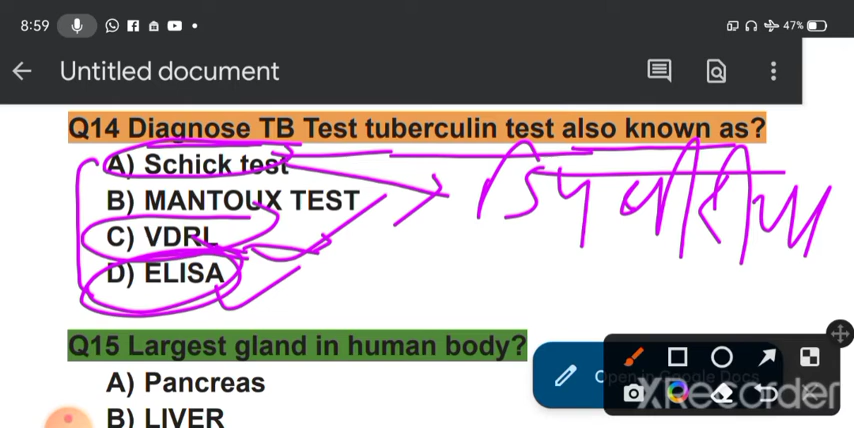 8:59 47%
Untitled document
Q14 Diagnose TB Test tuberculin test also known as?
A) Schick test
B) MANTOUX TEST
C) VDRL
D) ELISA
Q15 Largest gland in human body?
A) Pancreas
B) LIVER
Open in Google Docs
XRecorder